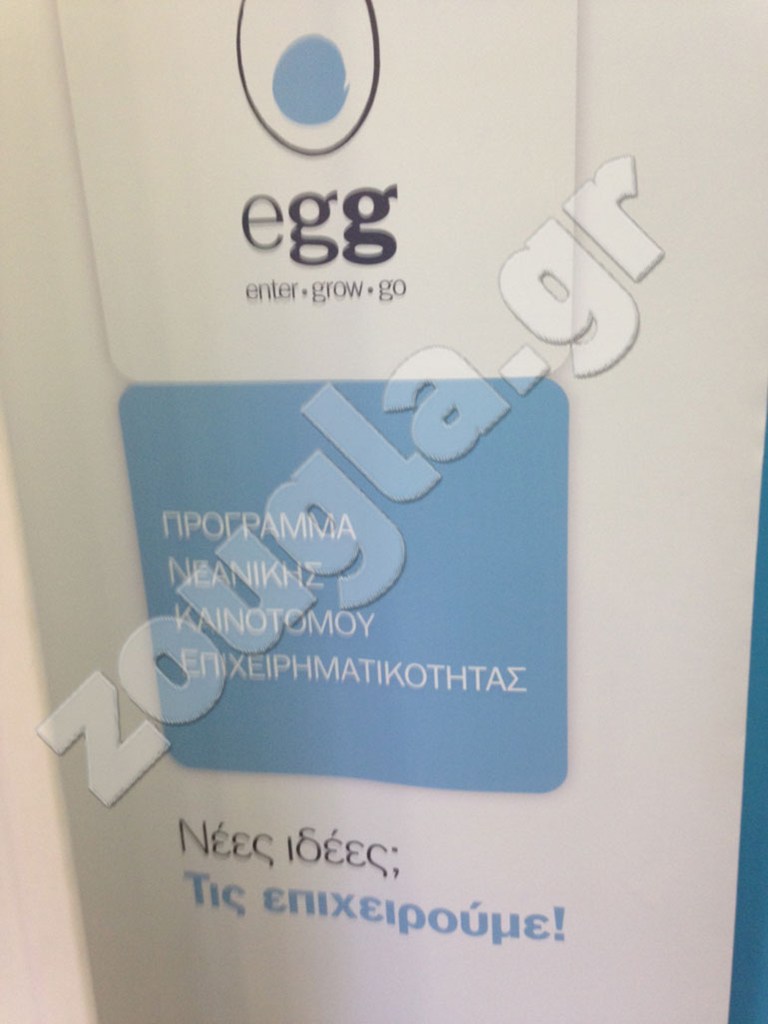 egg
enter • grow • go
ΠΡΟΓΡΑΜΜΑ
ΝΕΑΝΙΚΗΣ
ΚΑΙΝΟΤΟΜΟΥ
ΕΠΙΧΕΙΡΗΜΑΤΙΚΟΤΗΤΑΣ
Νέες ιδέες;
Τις επιχειρούμε!
zougla.gr